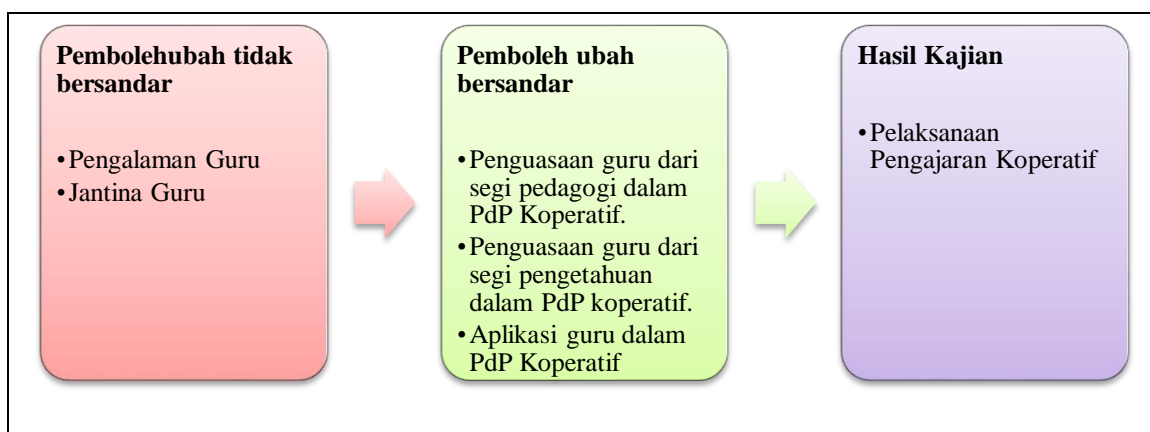 Pembolehubah tidak
bersandar
•Pengalaman Guru
•Jantina Guru
Pemboleh ubah
bersandar
•Penguasaan guru dari
segi pedagogi dalam
PdP Koperatif.
•Penguasaan guru dari
segi pengetahuan
dalam PdP koperatif.
•Aplikasi guru dalam
PdP Koperatif
Hasil Kajian
•Pelaksanaan
Pengajaran Koperatif